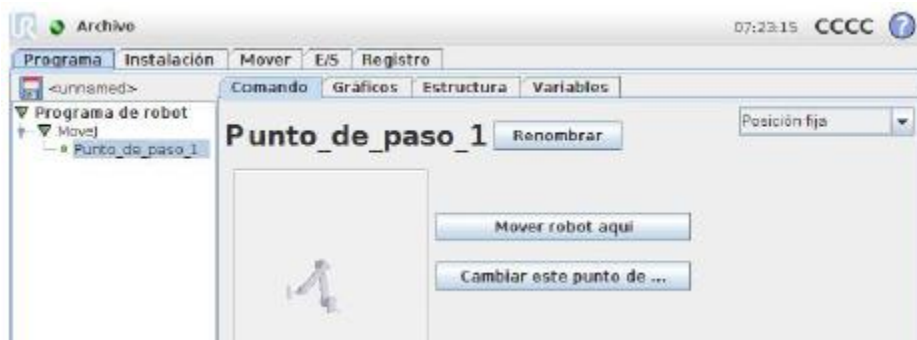 Archivo
07:23:15 CCCC ?
Programa Instalación Mover E/S Registro
<unnamed>
Comando Gráficos Estructura Variables
Programa de robot
MoveJ
Punto_de_paso_1
Punto_de_paso_1
Renombrar
Posición fija
Mover robot aquí
Cambiar este punto de ...